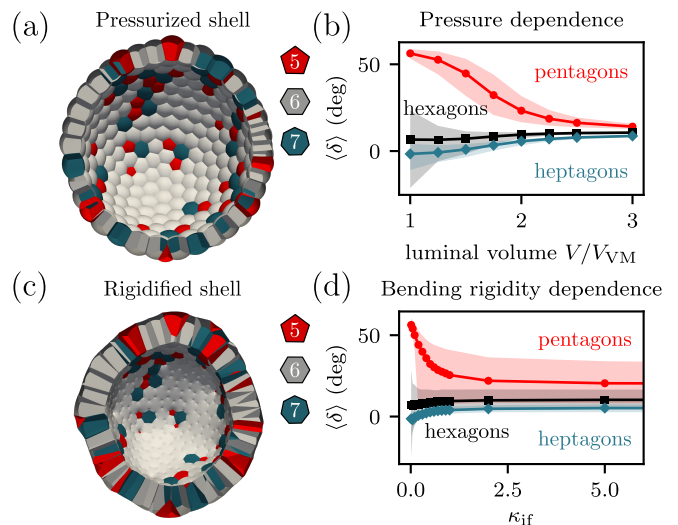 (a) Pressurized shell
5
6
7
(b) Pressure dependence
50
0
⟨δ⟩ (deg)
pentagons
hexagons
heptagons
1 2 3
luminal volume V/V_VM
(c) Rigidified shell
5
6
7
(d) Bending rigidity dependence
50
0
⟨δ⟩ (deg)
pentagons
hexagons
heptagons
0.0 2.5 5.0
κ_if